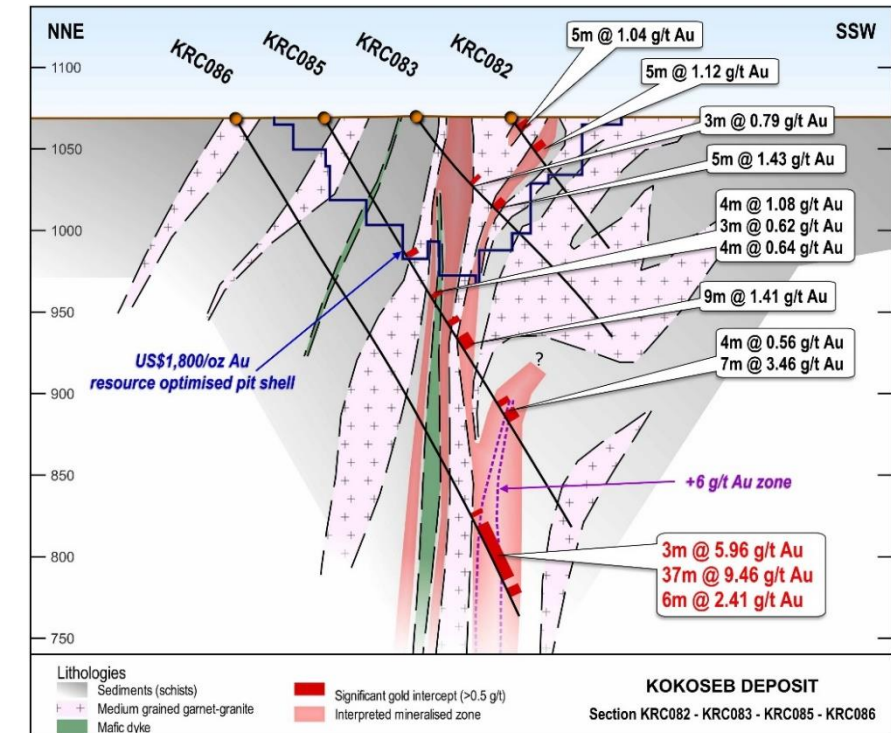 NNE
SSW
KRC086
KRC085
KRC083
KRC082
5m @ 1.04 g/t Au
5m @ 1.12 g/t Au
3m @ 0.79 g/t Au
5m @ 1.43 g/t Au
4m @ 1.08 g/t Au
3m @ 0.62 g/t Au
4m @ 0.64 g/t Au
9m @ 1.41 g/t Au
4m @ 0.56 g/t Au
7m @ 3.46 g/t Au
?
US$1,800/oz Au
resource optimised pit shell
+6 g/t Au zone
3m @ 5.96 g/t Au
37m @ 9.46 g/t Au
6m @ 2.41 g/t Au
1100
1050
1000
950
900
850
800
750
Lithologies
Sediments (schists)
Medium grained garnet-granite
Mafic dyke
Significant gold intercept (>0.5 g/t)
Interpreted mineralised zone
KOKOSEB DEPOSIT
Section KRC082 - KRC083 - KRC085 - KRC086